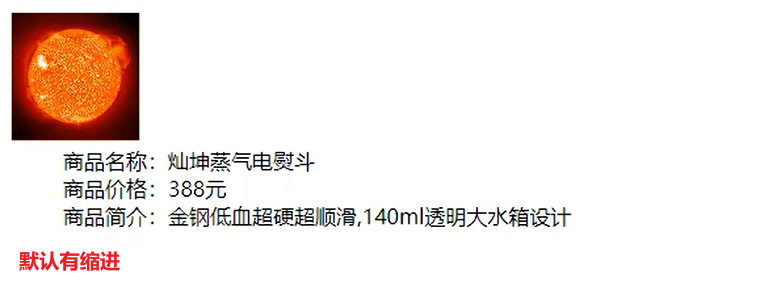 商品名称：灿坤蒸气电熨斗
商品价格：388元
商品简介：金钢低血超硬超顺滑,140ml透明大水箱设计
默认有缩进